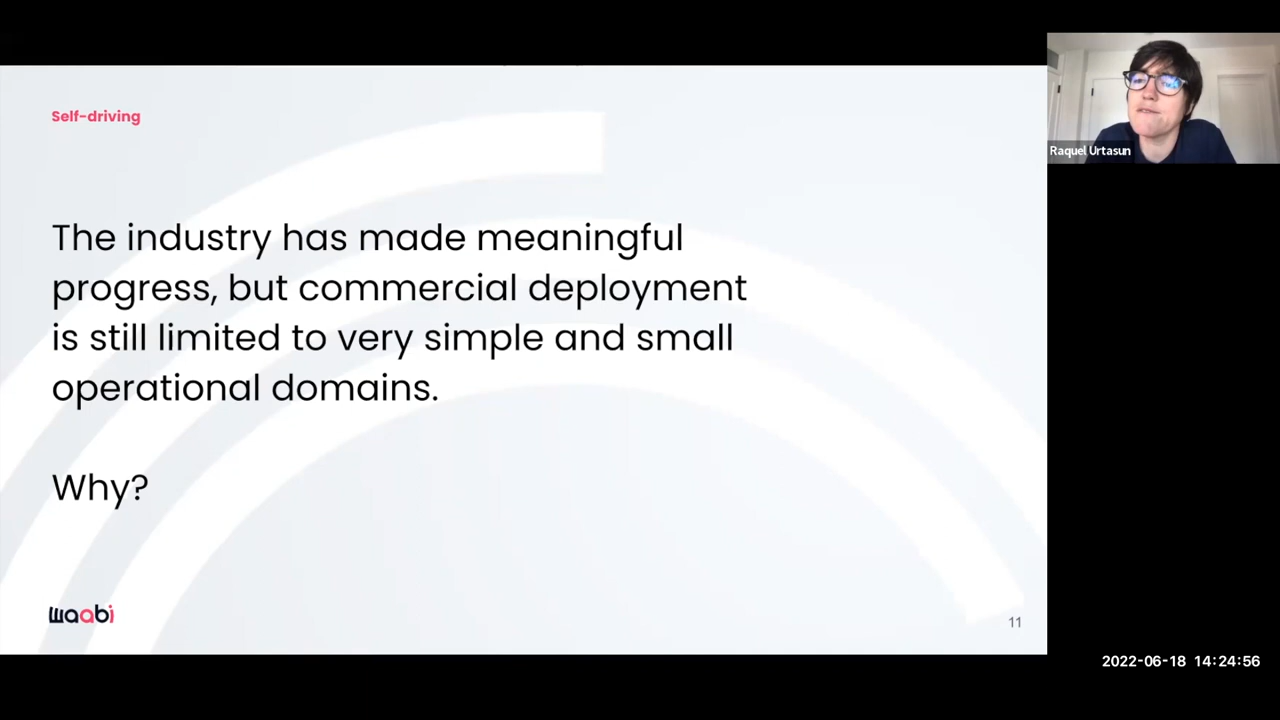 Self-driving
The industry has made meaningful
progress, but commercial deployment
is still limited to very simple and small
operational domains.
Why?
waabi
11
Raquel Urtasun
2022-06-18 14:24:56